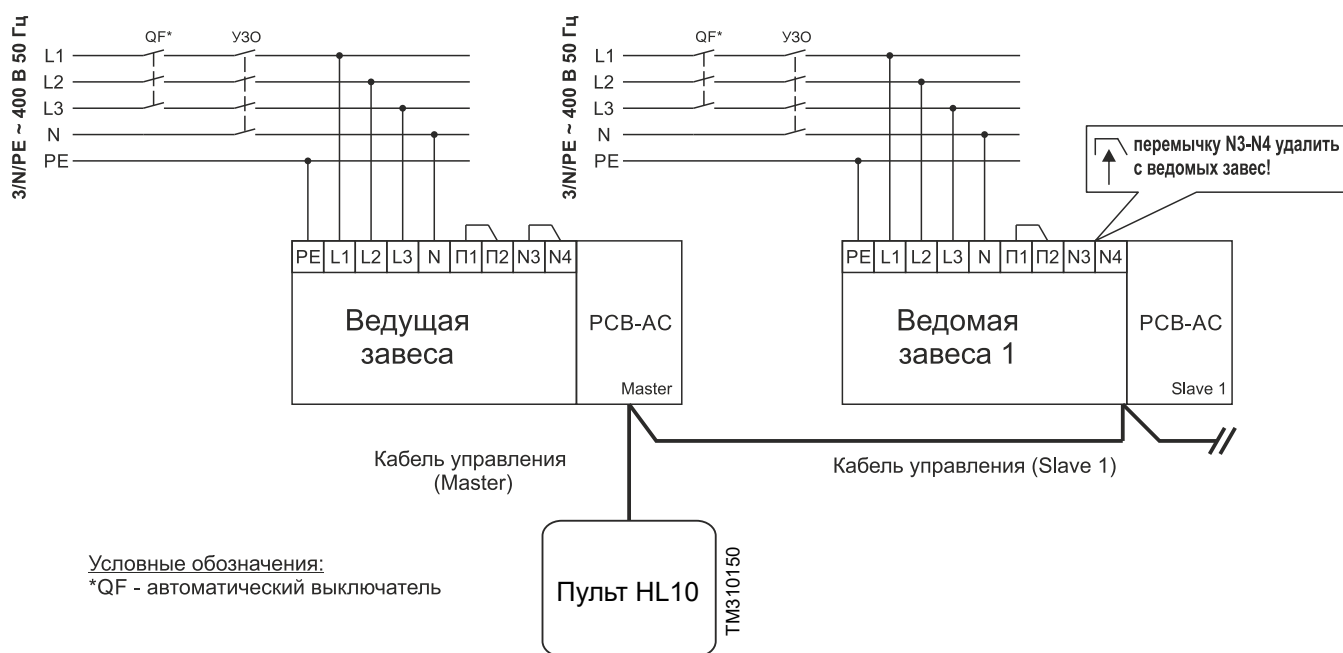 3/N/PE ~ 400 В 50 Гц
QF*
УЗО
L1
L2
L3
N
PE
PE L1 L2 L3 N П1 П2 N3 N4
Ведущая
завеса
PCB-AC
Master
3/N/PE ~ 400 В 50 Гц
QF*
УЗО
L1
L2
L3
N
PE
перемычку N3-N4 удалить
с ведомых завес!
PE L1 L2 L3 N П1 П2 N3 N4
Ведомая
завеса 1
PCB-AC
Slave 1
Кабель управления
(Master)
Кабель управления (Slave 1)
Условные обозначения:
*QF - автоматический выключатель
Пульт HL10
TM310150